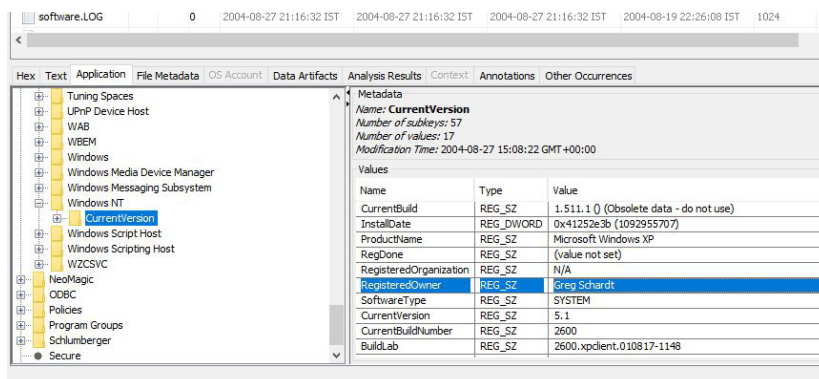 software.LOG 0 2004-08-27 21:16:32 IST 2004-08-27 21:16:32 IST 2004-08-27 21:16:32 IST 2004-08-19 22:26:08 IST 1024
Hex Text Application File Metadata OS Account Data Artifacts Analysis Results Context Annotations Other Occurrences
Tuning Spaces
UPnP Device Host
WAB
WBEM
Windows
Windows Media Device Manager
Windows Messaging Subsystem
Windows NT
CurrentVersion
Windows Script Host
Windows Scripting Host
WZCSVC
NeoMagic
ODBC
Policies
Program Groups
Schlumberger
Secure
Metadata
Name: CurrentVersion
Number of subkeys: 57
Number of values: 17
Modification Time: 2004-08-27 15:08:22 GMT+00:00
Values
Name Type Value
CurrentBuild REG_SZ 1.511.1 () (Obsolete data - do not use)
InstallDate REG_DWORD 0x41252e3b (1092955707)
ProductName REG_SZ Microsoft Windows XP
RegDone REG_SZ (value not set)
RegisteredOrganization REG_SZ N/A
RegisteredOwner REG_SZ Greg Schardt
SoftwareType REG_SZ SYSTEM
CurrentVersion REG_SZ 5.1
CurrentBuildNumber REG_SZ 2600
BuildLab REG_SZ 2600.xpclient.010817-1148